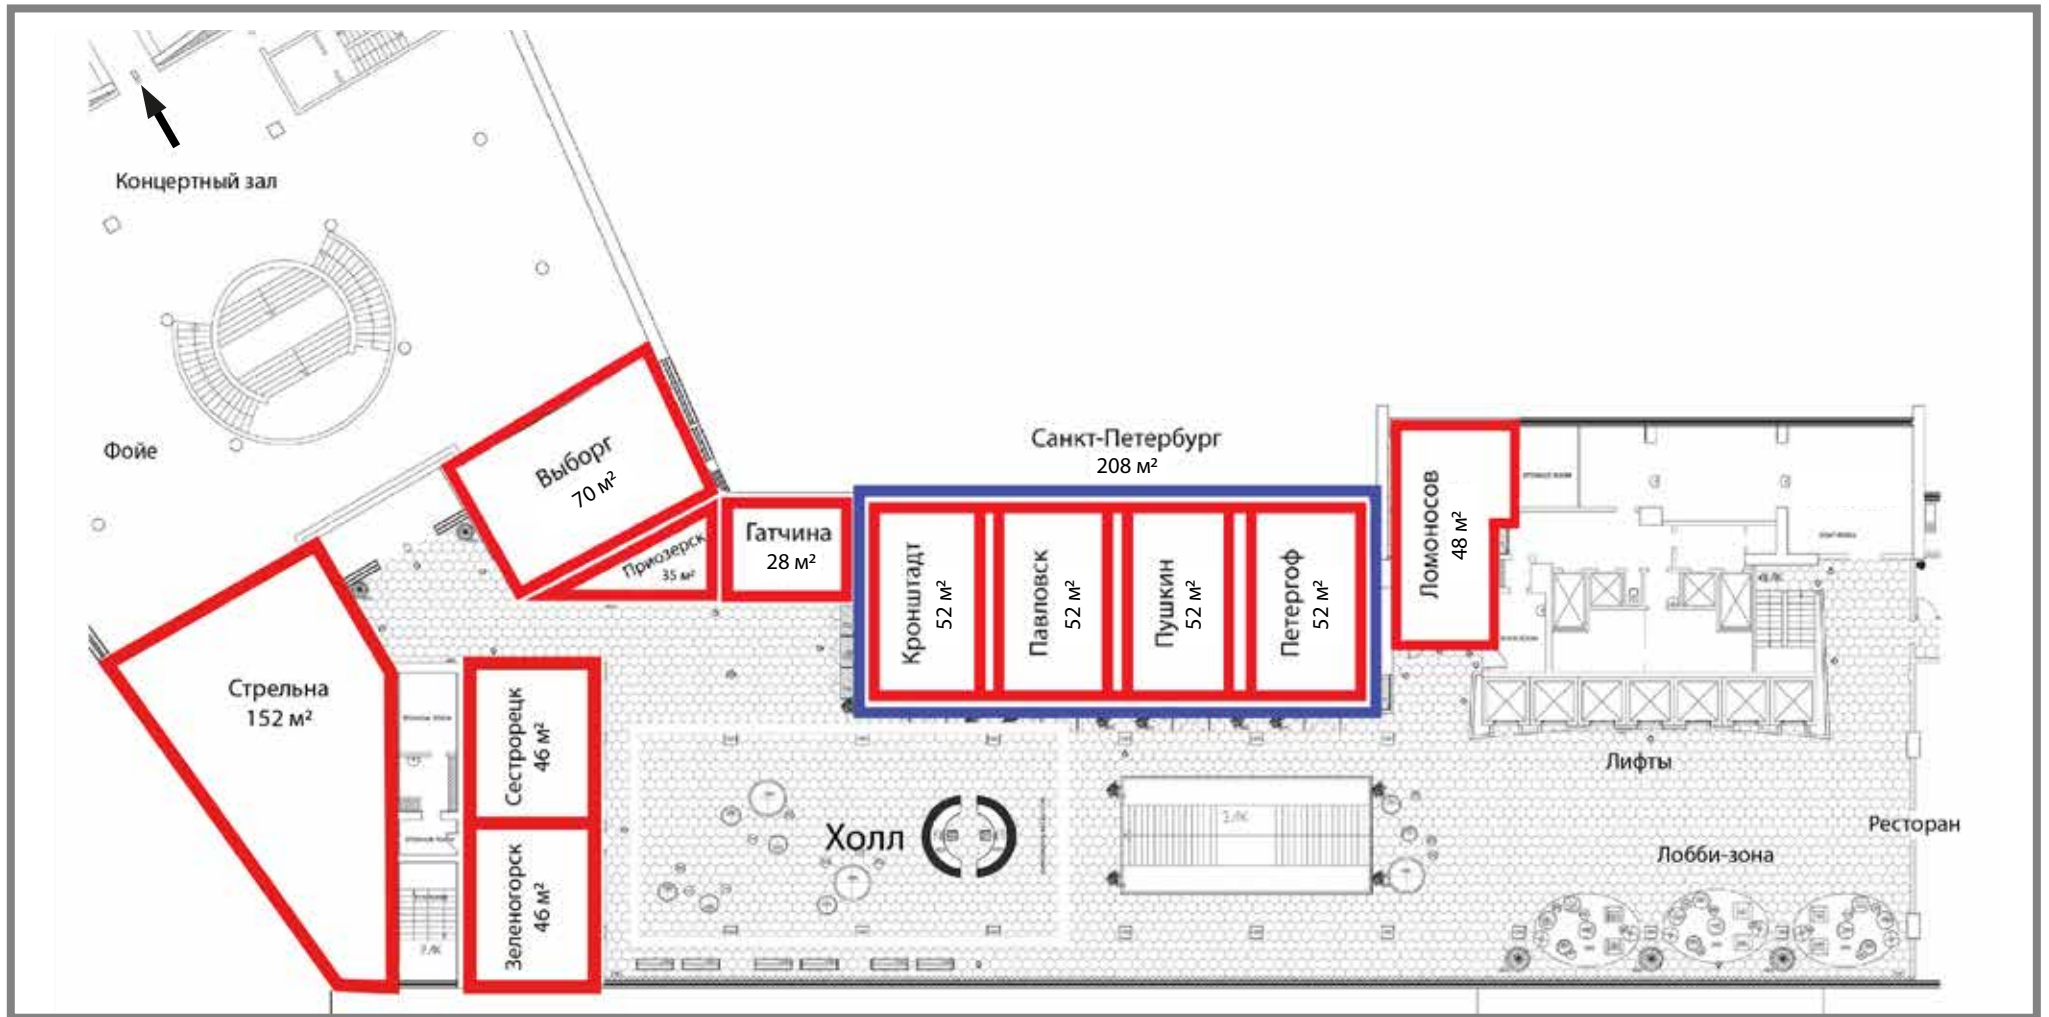 Концертный зал
Фойе
Выборг
70 м²
Приозерск
35 м²
Гатчина
28 м²
Санкт-Петербург
208 м²
Кронштадт
52 м²
Павловск
52 м²
Пушкин
52 м²
Петергоф
52 м²
Ломоносов
48 м²
Стрельна
152 м²
Сестрорецк
46 м²
Зеленогорск
46 м²
Холл
Лифты
Ресторан
Лобби-зона